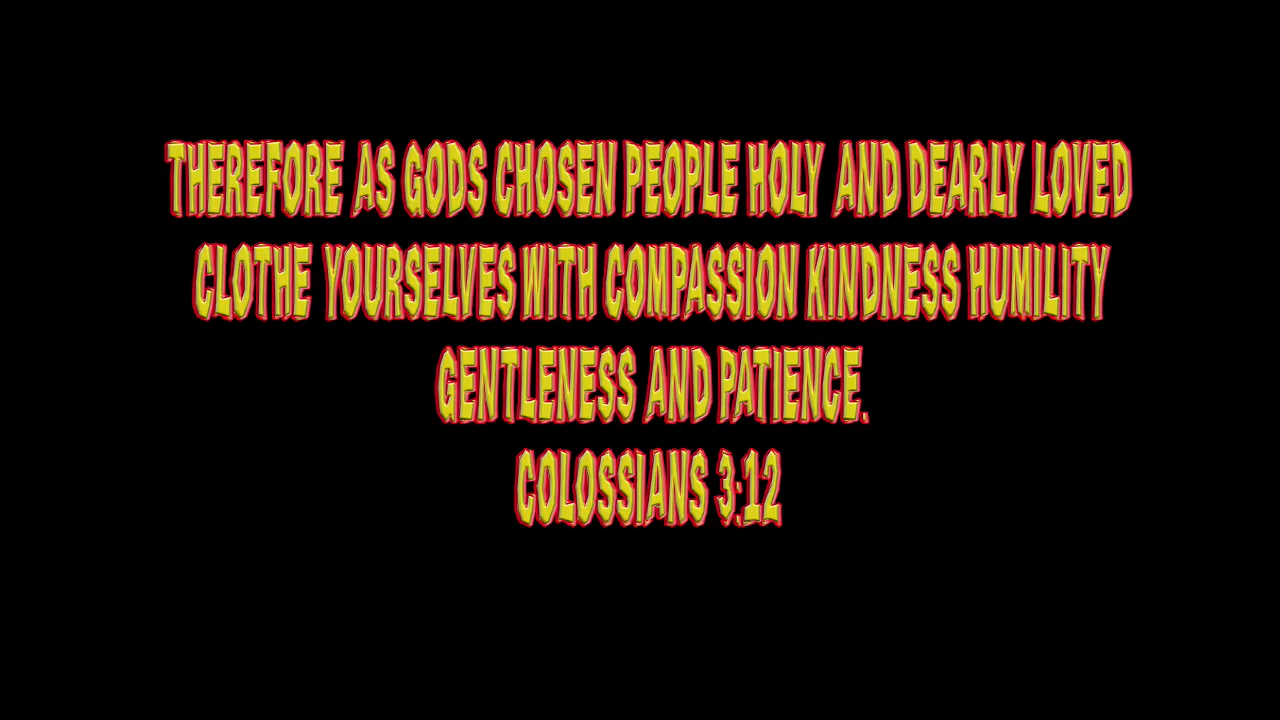 THEREFORE AS GODS CHOSEN PEOPLE HOLY AND DEARLY LOVED
CLOTHE YOURSELVES WITH COMPASSION KINDNESS HUMILITY
GENTLENESS AND PATIENCE.
COLOSSIANS 3:12